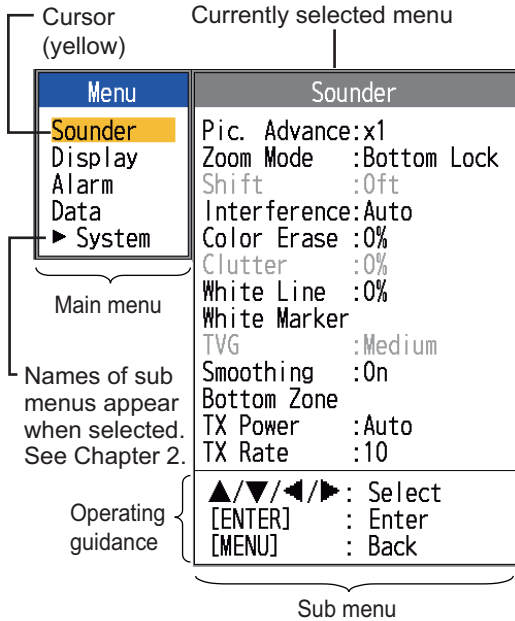 Cursor
(yellow)
Currently selected menu
Menu
Sounder
Display
Alarm
Data
▶ System
Main menu
Names of sub
menus appear
when selected.
See Chapter 2.
Sounder
Pic. Advance:x1
Zoom Mode :Bottom Lock
Shift :0ft
Interference:Auto
Color Erase :0%
Clutter :0%
White Line :0%
White Marker
TVG :Medium
Smoothing :On
Bottom Zone
TX Power :Auto
TX Rate :10
Operating
guidance
▲/▼/◀/▶: Select
[ENTER] : Enter
[MENU] : Back
Sub menu